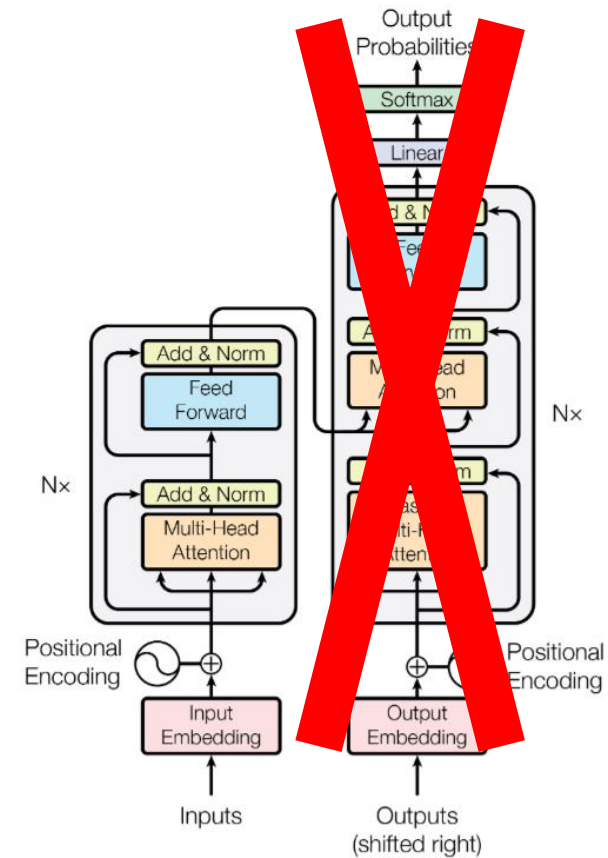 Output
Probabilities
Softmax
Linear
Add & Norm
Feed
Forward
Nx
Add & Norm
Multi-Head
Attention
Positional
Encoding
Input
Embedding
Inputs
Nx
Positional
Encoding
Output
Embedding
Outputs
(shifted right)